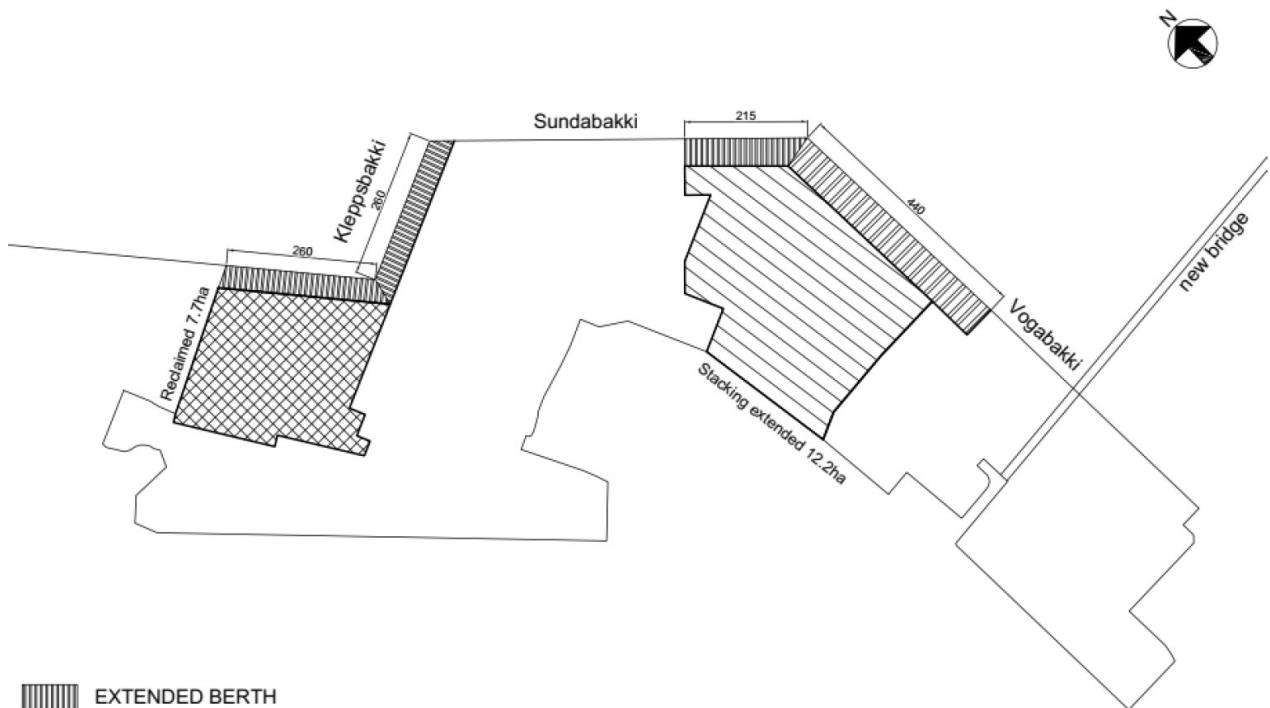 N
Sundabakki
215
Kleppsbakki
260
440
260
new bridge
Vogabakki
Reclaimed 7.7ha
Stacking extended 12.2ha
EXTENDED BERTH